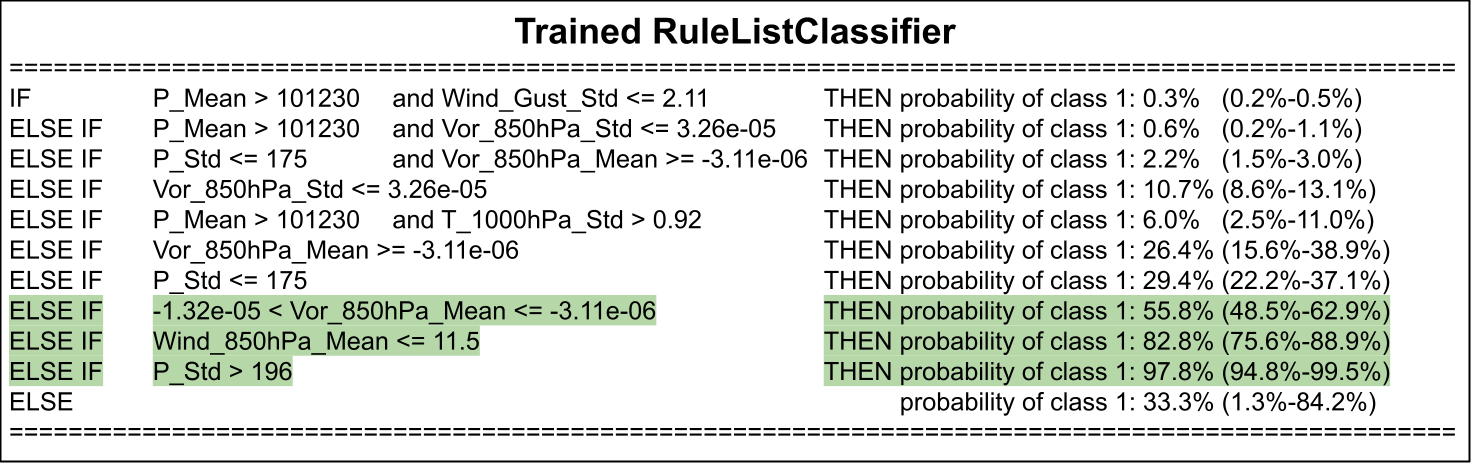 Trained RuleListClassifier
================================================================================================
IF P_Mean > 101230 and Wind_Gust_Std <= 2.11 THEN probability of class 1: 0.3% (0.2%-0.5%)
ELSE IF P_Mean > 101230 and Vor_850hPa_Std <= 3.26e-05 THEN probability of class 1: 0.6% (0.2%-1.1%)
ELSE IF P_Std <= 175 and Vor_850hPa_Mean >= -3.11e-06 THEN probability of class 1: 2.2% (1.5%-3.0%)
ELSE IF Vor_850hPa_Std <= 3.26e-05 THEN probability of class 1: 10.7% (8.6%-13.1%)
ELSE IF P_Mean > 101230 and T_1000hPa_Std > 0.92 THEN probability of class 1: 6.0% (2.5%-11.0%)
ELSE IF Vor_850hPa_Mean >= -3.11e-06 THEN probability of class 1: 26.4% (15.6%-38.9%)
ELSE IF P_Std <= 175 THEN probability of class 1: 29.4% (22.2%-37.1%)
ELSE IF -1.32e-05 < Vor_850hPa_Mean <= -3.11e-06 THEN probability of class 1: 55.8% (48.5%-62.9%)
ELSE IF Wind_850hPa_Mean <= 11.5 THEN probability of class 1: 82.8% (75.6%-88.9%)
ELSE IF P_Std > 196 THEN probability of class 1: 97.8% (94.8%-99.5%)
ELSE probability of class 1: 33.3% (1.3%-84.2%)
================================================================================================